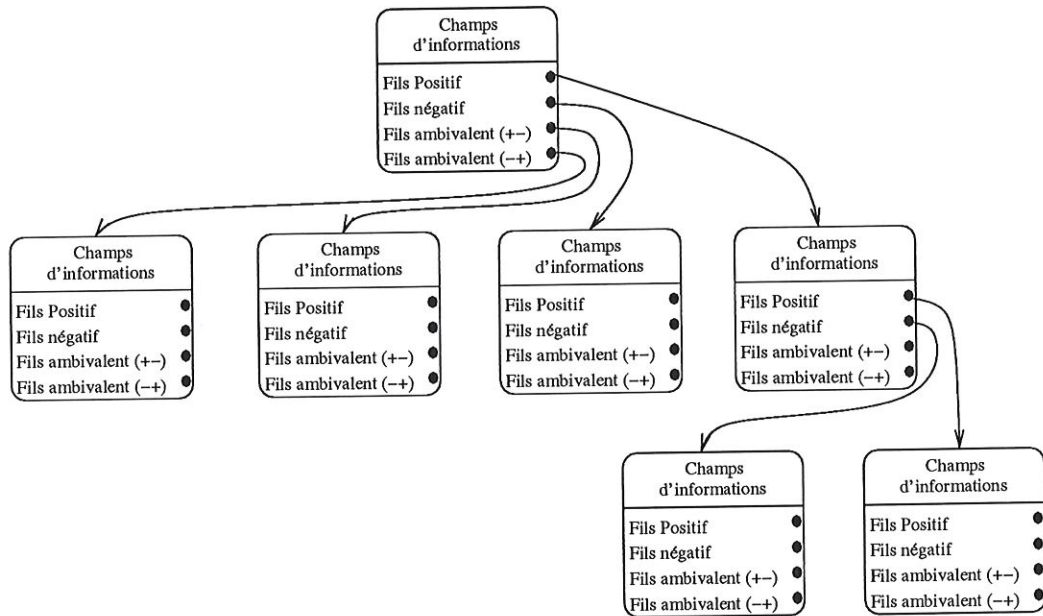 Champs
d'informations
Fils Positif
Fils négatif
Fils ambivalent (+−)
Fils ambivalent (−+)
Champs
d'informations
Fils Positif
Fils négatif
Fils ambivalent (+−)
Fils ambivalent (−+)
Champs
d'informations
Fils Positif
Fils négatif
Fils ambivalent (+−)
Fils ambivalent (−+)
Champs
d'informations
Fils Positif
Fils négatif
Fils ambivalent (+−)
Fils ambivalent (−+)
Champs
d'informations
Fils Positif
Fils négatif
Fils ambivalent (+−)
Fils ambivalent (−+)
Champs
d'informations
Fils Positif
Fils négatif
Fils ambivalent (+−)
Fils ambivalent (−+)
Champs
d'informations
Fils Positif
Fils négatif
Fils ambivalent (+−)
Fils ambivalent (−+)